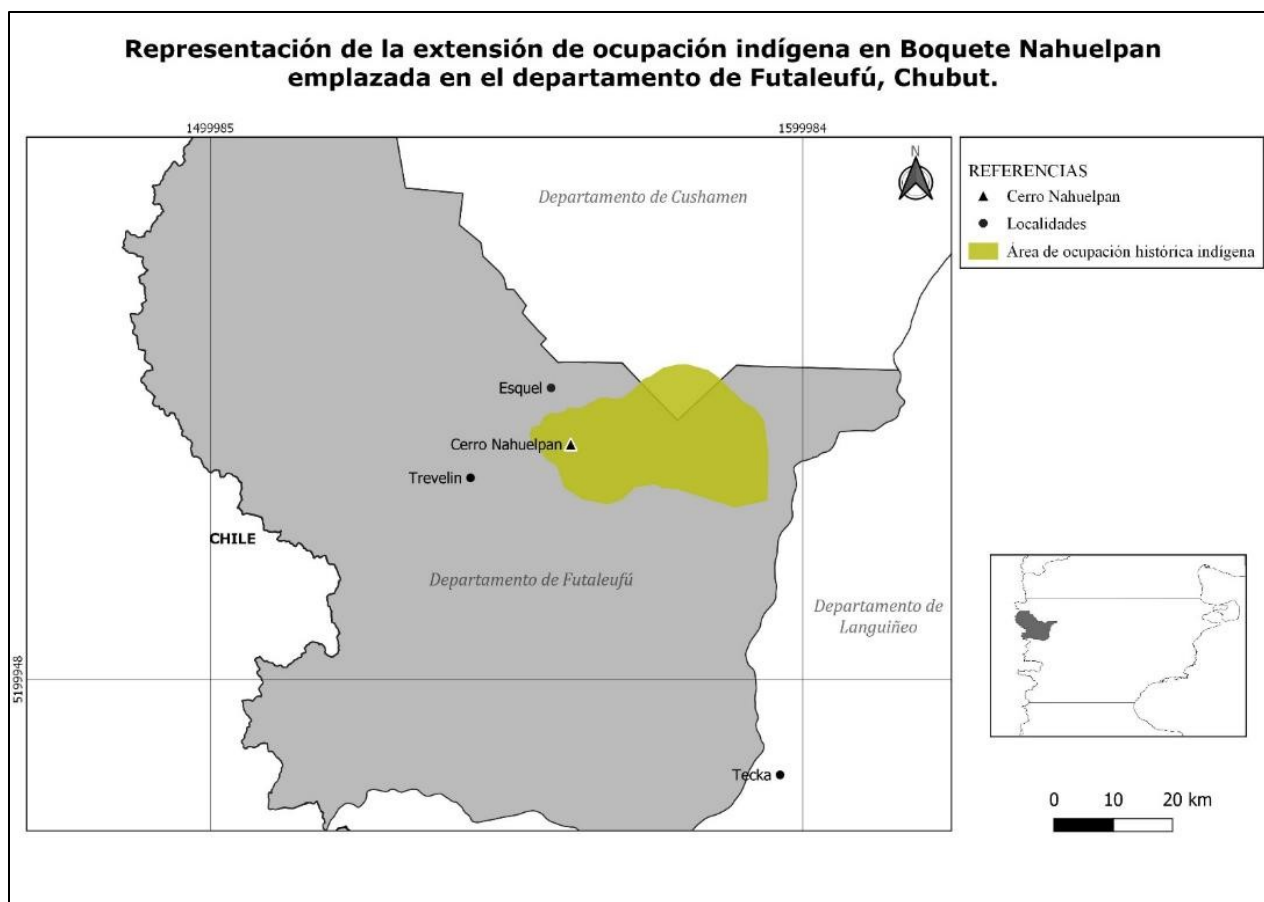 Representación de la extensión de ocupación indígena en Boquete Nahuelpan
emplazada en el departamento de Futaleufú, Chubut.
1499985
1599984
N
Departamento de Cushamen
REFERENCIAS
Cerro Nahuelpan
Localidades
Área de ocupación histórica indígena
Esquel
Cerro Nahuelpan
Trevelin
CHILE
Departamento de Futaleufú
Departamento de
Languiñeo
5199948
Tecka
0 10 20 km